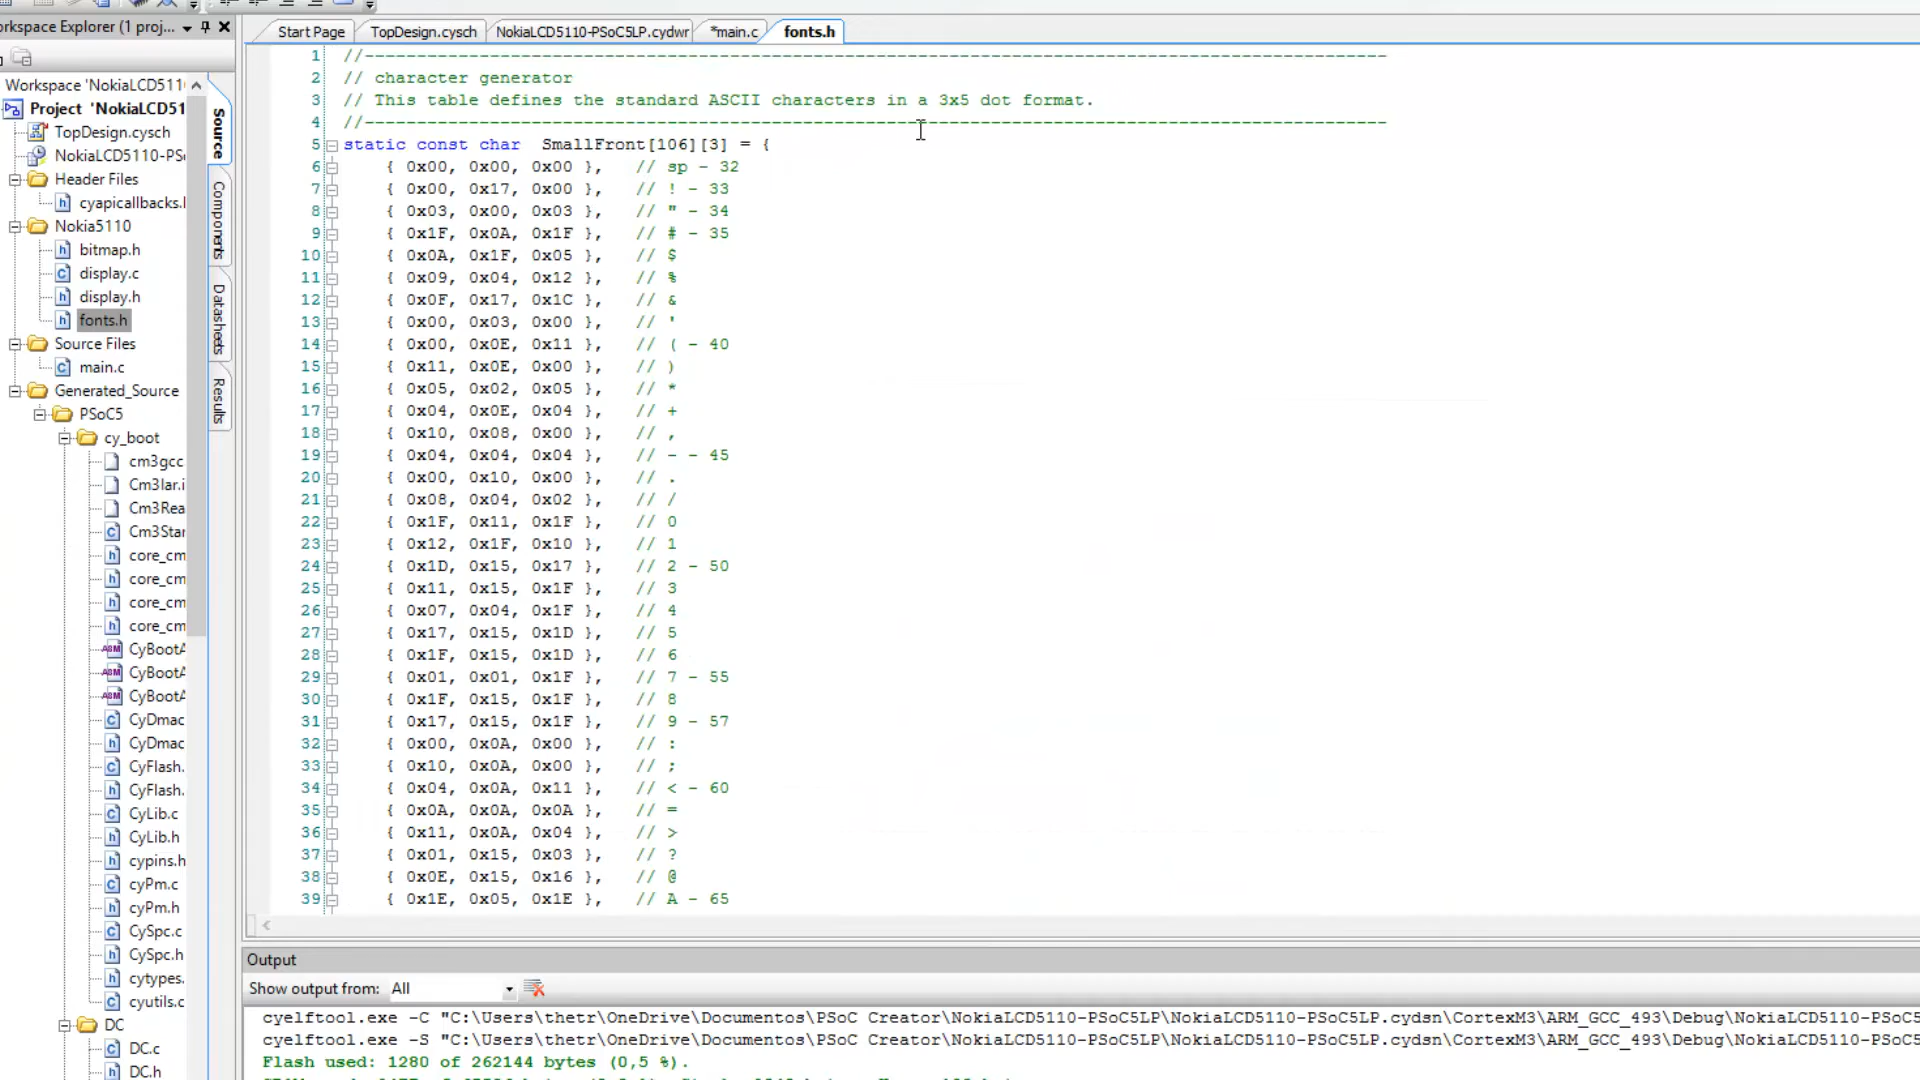 orkspace Explorer (1 proj...
Workspace 'NokiaLCD511
Project 'NokiaLCD51
TopDesign.cysch
NokiaLCD5110-PS
Header Files
cyapicallbacks.
Nokia5110
bitmap.h
display.c
display.h
fonts.h
Source Files
main.c
Generated_Source
PSoC5
cy_boot
cm3gcc
Cm3Iar.i
Cm3Rea
Cm3Star
core_cm
core_cm
core_cm
core_cm
CyBootA
CyBootA
CyBootA
CyDmac
CyDmac
CyFlash.
CyFlash.
CyLib.c
CyLib.h
cypins.h
cyPm.c
cyPm.h
CySpc.c
CySpc.h
cytypes.
cyutils.c
DC
DC.c
DC.h
Source
Components
Datasheets
Results
Start Page TopDesign.cysch NokiaLCD5110-PSoC5LP.cydwr *main.c fonts.h
1 //--------------------------------------------------------------------------------------------------
2 // character generator
3 // This table defines the standard ASCII characters in a 3x5 dot format.
4 //--------------------------------------------------------------------------------------------------
5 static const char SmallFront[106][3] = {
6 { 0x00, 0x00, 0x00 }, // sp - 32
7 { 0x00, 0x17, 0x00 }, // ! - 33
8 { 0x03, 0x00, 0x03 }, // " - 34
9 { 0x1F, 0x0A, 0x1F }, // # - 35
10 { 0x0A, 0x1F, 0x05 }, // $
11 { 0x09, 0x04, 0x12 }, // %
12 { 0x0F, 0x17, 0x1C }, // &
13 { 0x00, 0x03, 0x00 }, // '
14 { 0x00, 0x0E, 0x11 }, // ( - 40
15 { 0x11, 0x0E, 0x00 }, // )
16 { 0x05, 0x02, 0x05 }, // *
17 { 0x04, 0x0E, 0x04 }, // +
18 { 0x10, 0x08, 0x00 }, // ,
19 { 0x04, 0x04, 0x04 }, // - - 45
20 { 0x00, 0x10, 0x00 }, // .
21 { 0x08, 0x04, 0x02 }, // /
22 { 0x1F, 0x11, 0x1F }, // 0
23 { 0x12, 0x1F, 0x10 }, // 1
24 { 0x1D, 0x15, 0x17 }, // 2 - 50
25 { 0x11, 0x15, 0x1F }, // 3
26 { 0x07, 0x04, 0x1F }, // 4
27 { 0x17, 0x15, 0x1D }, // 5
28 { 0x1F, 0x15, 0x1D }, // 6
29 { 0x01, 0x01, 0x1F }, // 7 - 55
30 { 0x1F, 0x15, 0x1F }, // 8
31 { 0x17, 0x15, 0x1F }, // 9 - 57
32 { 0x00, 0x0A, 0x00 }, // :
33 { 0x10, 0x0A, 0x00 }, // ;
34 { 0x04, 0x0A, 0x11 }, // < - 60
35 { 0x0A, 0x0A, 0x0A }, // =
36 { 0x11, 0x0A, 0x04 }, // >
37 { 0x01, 0x15, 0x03 }, // ?
38 { 0x0E, 0x15, 0x16 }, // @
39 { 0x1E, 0x05, 0x1E }, // A - 65
Output
Show output from: All
cyelftool.exe -C "C:\Users\thetr\OneDrive\Documentos\PSoC Creator\NokiaLCD5110-PSoC5LP\NokiaLCD5110-PSoC5LP.cydsn\CortexM3\ARM_GCC_493\Debug\NokiaLCD5110-PSoC5
cyelftool.exe -S "C:\Users\thetr\OneDrive\Documentos\PSoC Creator\NokiaLCD5110-PSoC5LP\NokiaLCD5110-PSoC5LP.cydsn\CortexM3\ARM_GCC_493\Debug\NokiaLCD5110-PSoC5
Flash used: 1280 of 262144 bytes (0,5 %).